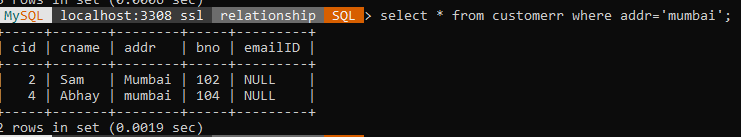 rows in set (0.0006 sec)
MySQL localhost:3308 ssl relationship SQL > select * from customerr where addr='mumbai';
+-----+-------+--------+-----+---------+
| cid | cname | addr | bno | emailID |
+-----+-------+--------+-----+---------+
| 2 | Sam | Mumbai | 102 | NULL |
| 4 | Abhay | mumbai | 104 | NULL |
+-----+-------+--------+-----+---------+
2 rows in set (0.0019 sec)